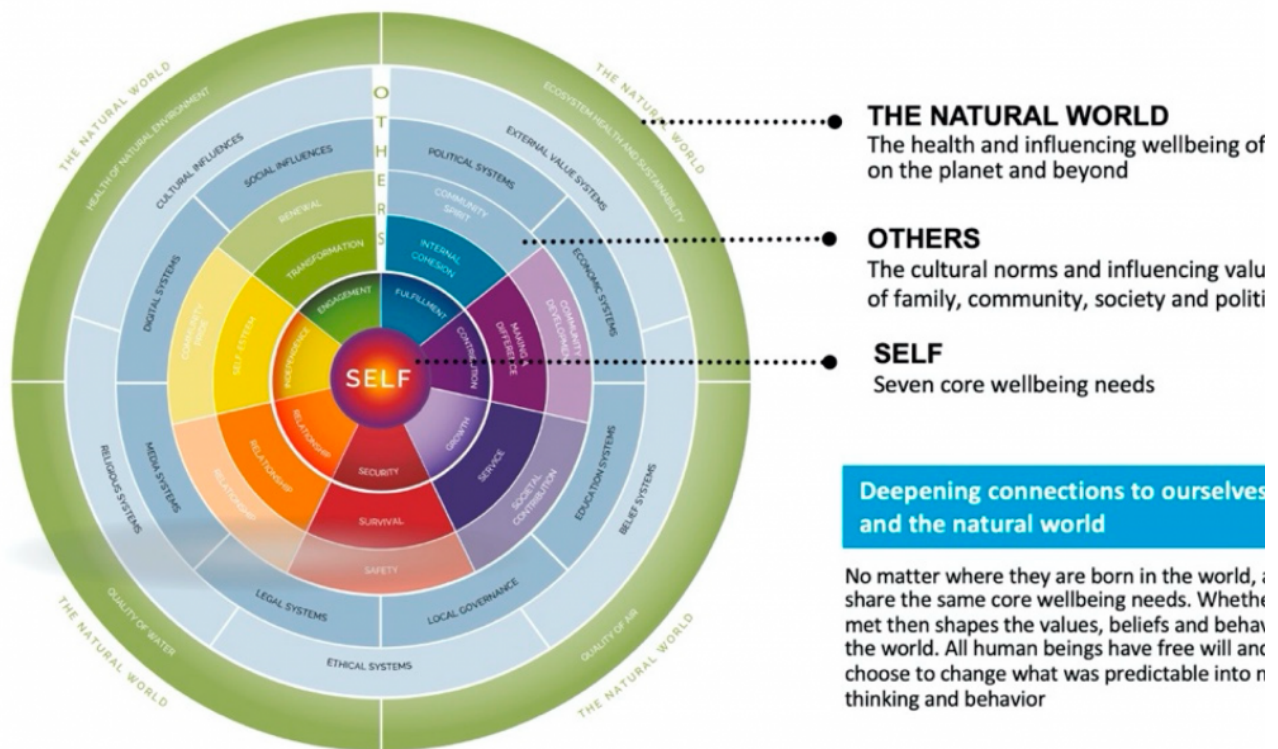 THE NATURAL WORLD
THE NATURAL WORLD
THE NATURAL WORLD
THE NATURAL WORLD
HEALTH OF NATURAL ENVIRONMENT
ECOSYSTEM HEALTH AND SUSTAINABILITY
QUALITY OF WATER
QUALITY OF AIR
OTHERS
CULTURAL INFLUENCES
EXTERNAL VALUE SYSTEMS
BELIEF SYSTEMS
ETHICAL SYSTEMS
RELIGIOUS SYSTEMS
SOCIAL INFLUENCES
POLITICAL SYSTEMS
ECONOMIC SYSTEMS
EDUCATION SYSTEMS
LOCAL GOVERNANCE
LEGAL SYSTEMS
MEDIA SYSTEMS
DIGITAL SYSTEMS
RENEWAL
COMMUNITY
SPIRIT
COMMUNITY
DEVELOPMENT
SOCIETAL
CONTRIBUTION
SAFETY
RELATIONSHIP
COMMUNITY
PRIDE
TRANSFORMATION
INTERNAL
COHESION
MAKING A
DIFFERENCE
SERVICE
SURVIVAL
RELATIONSHIP
SELF ESTEEM
ENGAGEMENT
FULFILLMENT
CONTRIBUTION
GROWTH
SECURITY
RELATIONSHIP
INDEPENDENCE
SELF
THE NATURAL WORLD
The health and influencing wellbeing of
on the planet and beyond
OTHERS
The cultural norms and influencing valu
of family, community, society and politi
SELF
Seven core wellbeing needs
Deepening connections to ourselves
and the natural world
No matter where they are born in the world, a
share the same core wellbeing needs. Whethe
met then shapes the values, beliefs and behav
the world. All human beings have free will and
choose to change what was predictable into n
thinking and behavior